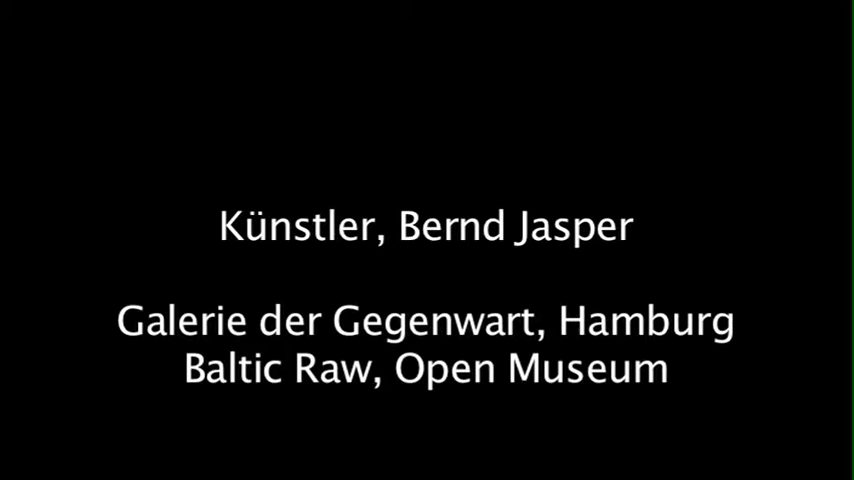 Künstler, Bernd Jasper
Galerie der Gegenwart, Hamburg
Baltic Raw, Open Museum